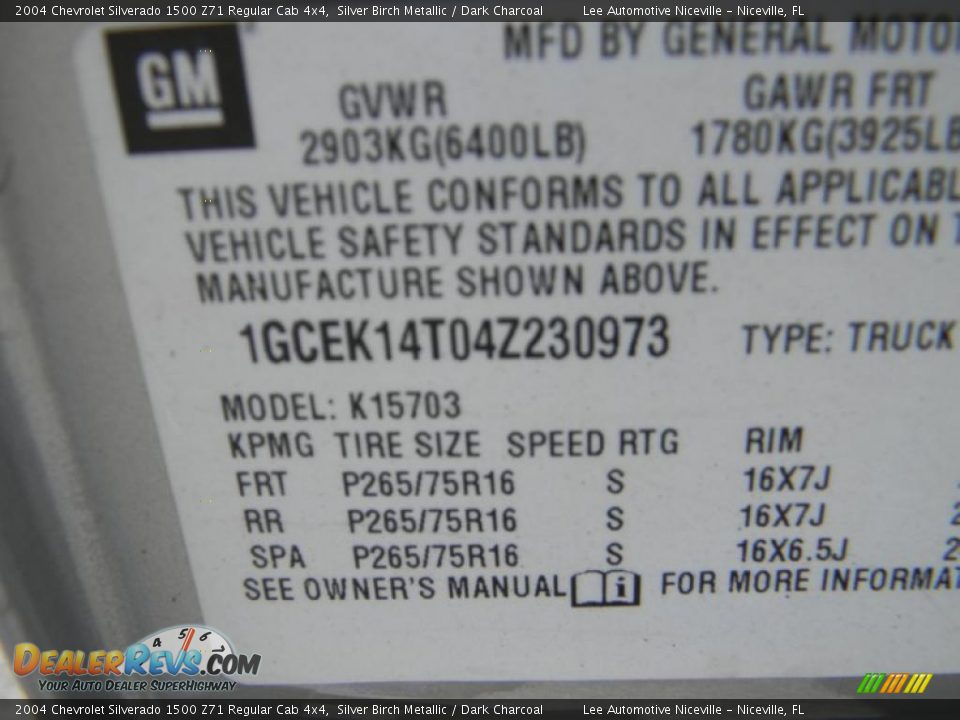 2004 Chevrolet Silverado 1500 Z71 Regular Cab 4x4, Silver Birch Metallic / Dark Charcoal Lee Automotive Niceville – Niceville, FL
GM MFD BY GENERAL MOTO
GVWR GAWR FRT
2903KG(6400LB) 1780KG(3925LB
THIS VEHICLE CONFORMS TO ALL APPLICABL
VEHICLE SAFETY STANDARDS IN EFFECT ON T
MANUFACTURE SHOWN ABOVE.
1GCEK14T04Z230973 TYPE: TRUCK
MODEL: K15703
KPMG TIRE SIZE SPEED RTG RIM
FRT P265/75R16 S 16X7J
RR P265/75R16 S 16X7J 2
SPA P265/75R16 S 16X6.5J 2
SEE OWNER'S MANUAL i FOR MORE INFORMAT
4 5 6
DEALERREVS.COM
YOUR AUTO DEALER SUPERHIGHWAY
2004 Chevrolet Silverado 1500 Z71 Regular Cab 4x4, Silver Birch Metallic / Dark Charcoal Lee Automotive Niceville – Niceville, FL